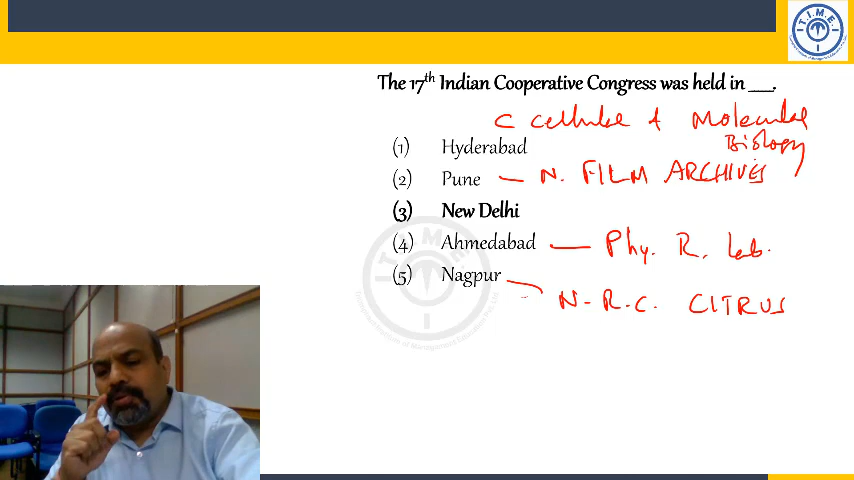 T.I.M.E.
The 17th Indian Cooperative Congress was held in ___.
C Cellular & Molecular
Biology
(1) Hyderabad
(2) Pune — N. FILM ARCHIVES
(3) New Delhi
(4) Ahmedabad — Phy. R. Lab.
(5) Nagpur
N. R. C. CITRUS